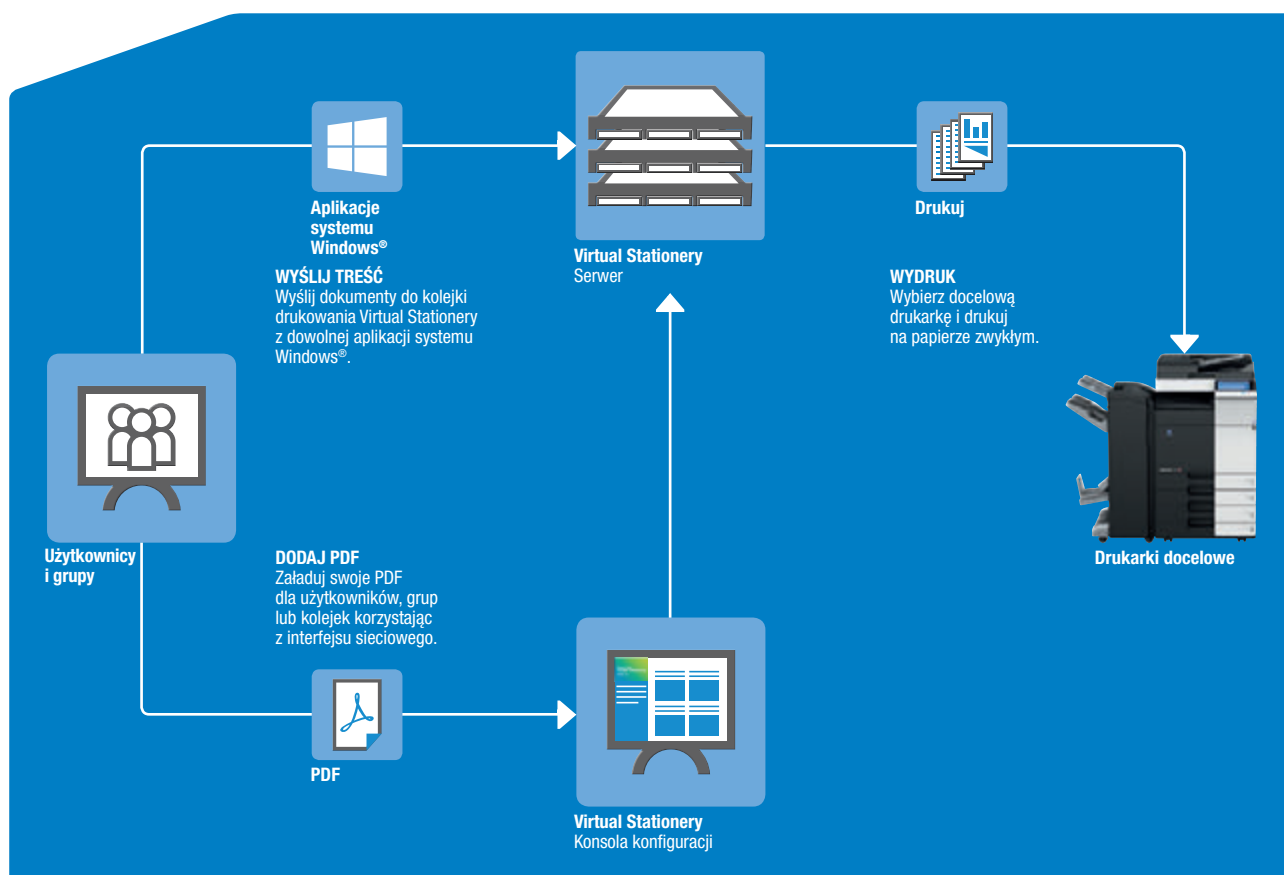 Aplikacje
systemu
Windows®
WYŚLIJ TREŚĆ
Wyślij dokumenty do kolejki
drukowania Virtual Stationery
z dowolnej aplikacji systemu
Windows®.
Virtual Stationery
Serwer
Drukuj
WYDRUK
Wybierz docelową
drukarkę i drukuj
na papierze zwykłym.
Użytkownicy
i grupy
Drukarki docelowe
DODAJ PDF
Załaduj swoje PDF
dla użytkowników, grup
lub kolejek korzystając
z interfejsu sieciowego.
PDF
Virtual Stationery
Konsola konfiguracji